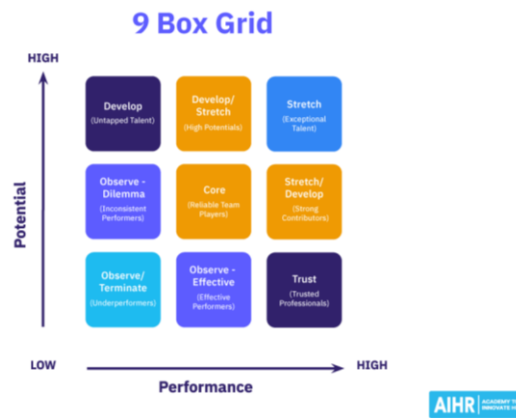 9 Box Grid
HIGH
Develop
(Untapped Talent)
Develop/
Stretch
(High Potentials)
Stretch
(Exceptional
Talent)
Observe -
Dilemma
(Inconsistent
Performers)
Core
(Reliable Team
Players)
Stretch/
Develop
(Strong
Contributors)
Observe/
Terminate
(Underperformers)
Observe -
Effective
(Effective
Performers)
Trust
(Trusted
Professionals)
Potential
LOW
HIGH
Performance
AIHR
ACADEMY
INNOVATE